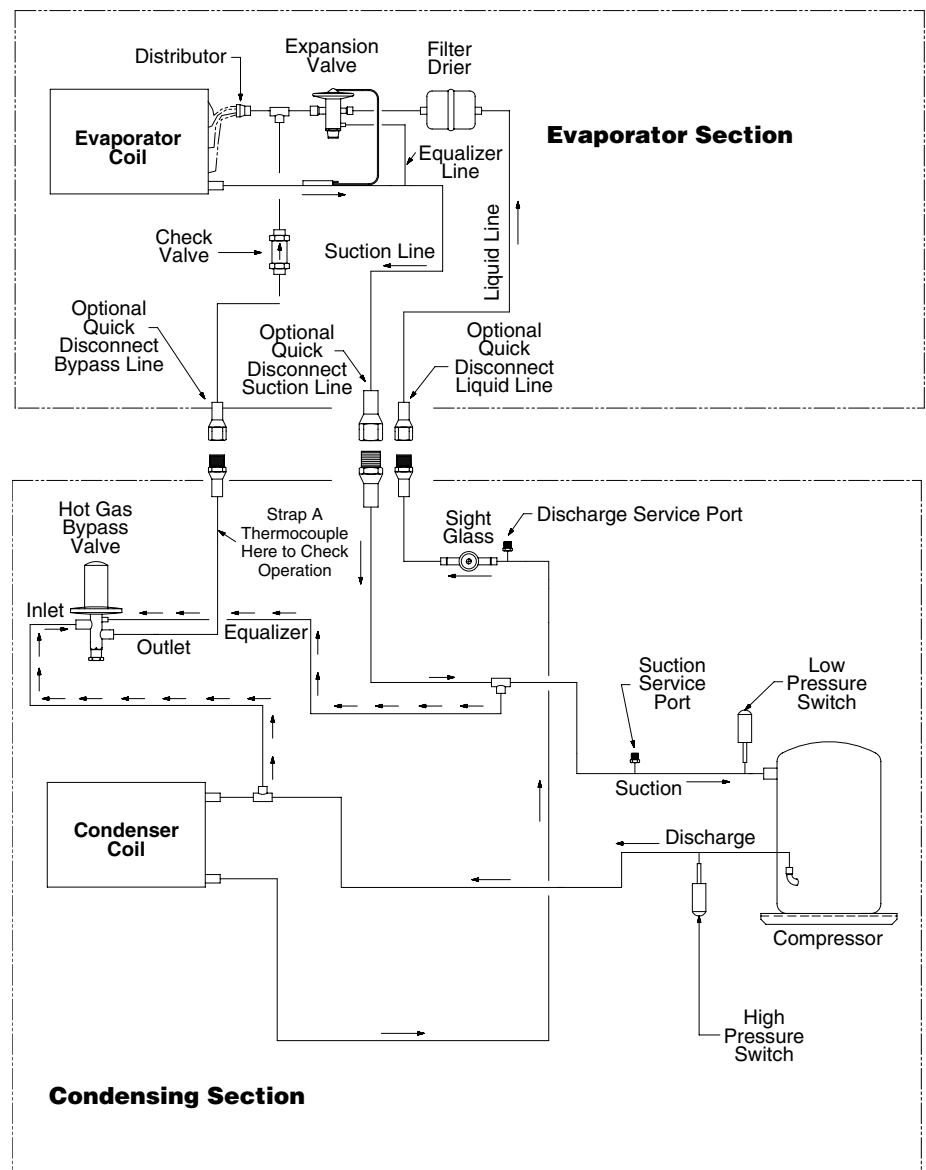 Distributor
Expansion
Valve
Filter
Drier
Evaporator
Coil
Evaporator Section
Equalizer
Line
Check
Valve
Suction Line
Liquid Line
Optional
Quick
Disconnect
Bypass Line
Optional
Quick
Disconnect
Suction Line
Optional
Quick
Disconnect
Liquid Line
Hot Gas
Bypass
Valve
Strap A
Thermocouple
Here to Check
Operation
Sight
Glass
Discharge Service Port
Inlet
Outlet
Equalizer
Suction
Service
Port
Low
Pressure
Switch
Suction
Condenser
Coil
Discharge
Compressor
High
Pressure
Switch
Condensing Section